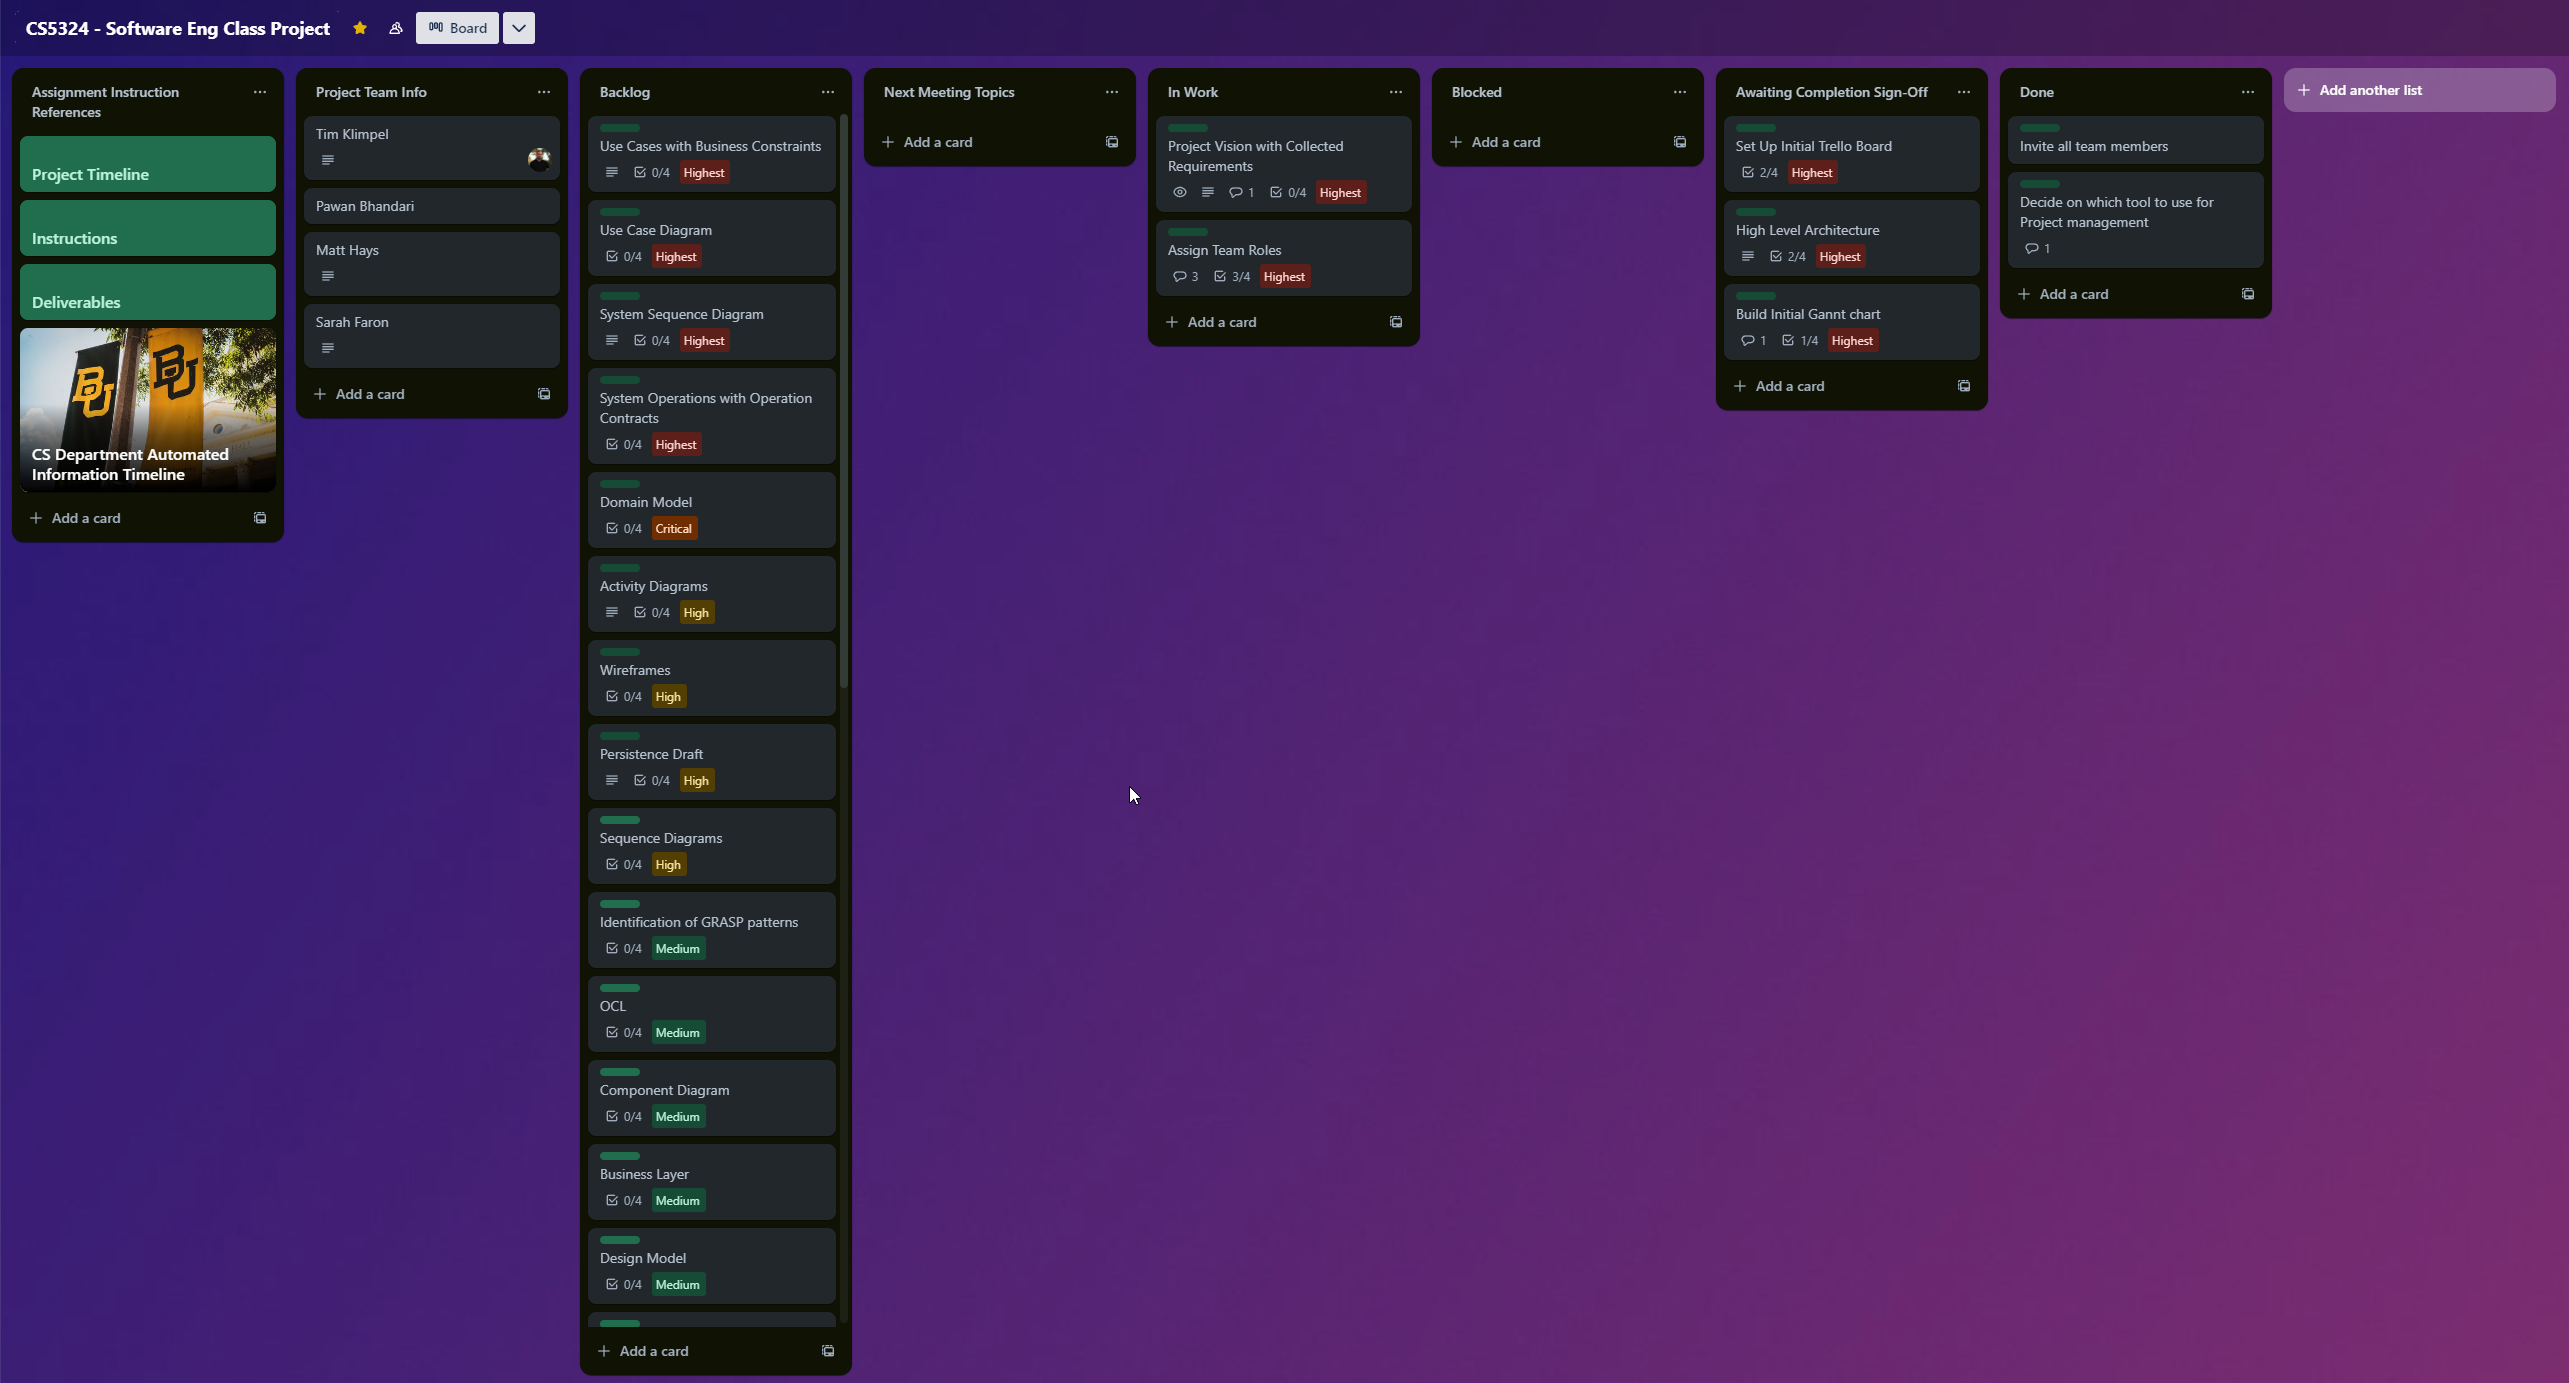 CS5324 - Software Eng Class Project
Board
Assignment Instruction
References
Project Timeline
Instructions
Deliverables
BU
BU
CS Department Automated
Information Timeline
Add a card
Project Team Info
Tim Klimpel
Pawan Bhandari
Matt Hays
Sarah Faron
Add a card
Backlog
Use Cases with Business Constraints
0/4 Highest
Use Case Diagram
0/4 Highest
System Sequence Diagram
0/4 Highest
System Operations with Operation
Contracts
0/4 Highest
Domain Model
0/4 Critical
Activity Diagrams
0/4 High
Wireframes
0/4 High
Persistence Draft
0/4 High
Sequence Diagrams
0/4 High
Identification of GRASP patterns
0/4 Medium
OCL
0/4 Medium
Component Diagram
0/4 Medium
Business Layer
0/4 Medium
Design Model
0/4 Medium
Add a card
Next Meeting Topics
Add a card
In Work
Project Vision with Collected
Requirements
1 0/4 Highest
Assign Team Roles
3 3/4 Highest
Add a card
Blocked
Add a card
Awaiting Completion Sign-Off
Set Up Initial Trello Board
2/4 Highest
High Level Architecture
2/4 Highest
Build Initial Gannt chart
1 1/4 Highest
Add a card
Done
Invite all team members
Decide on which tool to use for
Project management
1
Add a card
Add another list